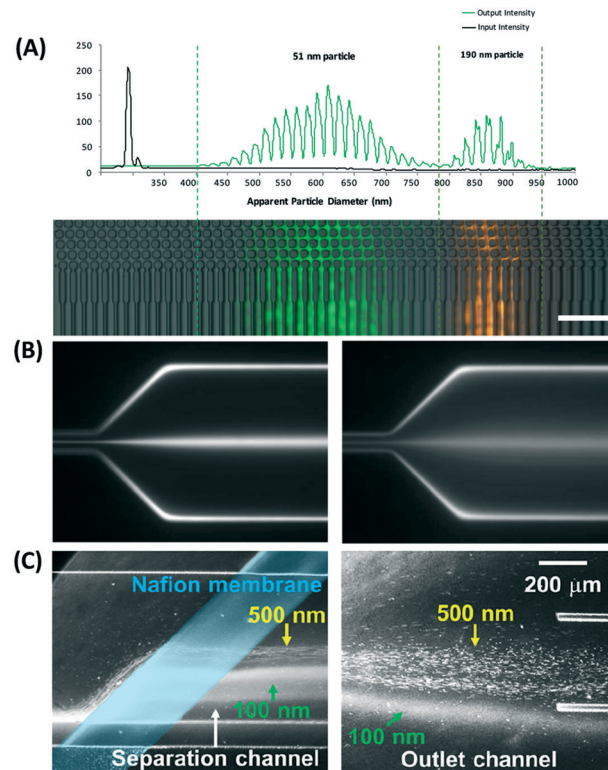 Output Intensity
Input Intensity
(A)
51 nm particle
190 nm particle
250
200
150
100
50
0
350 400 450 500 550 600 650 700 750 800 850 900 950 1000
Apparent Particle Diameter (nm)
(B)
(C)
Nafion membrane
500 nm
100 nm
Separation channel
200 μm
500 nm
100 nm
Outlet channel